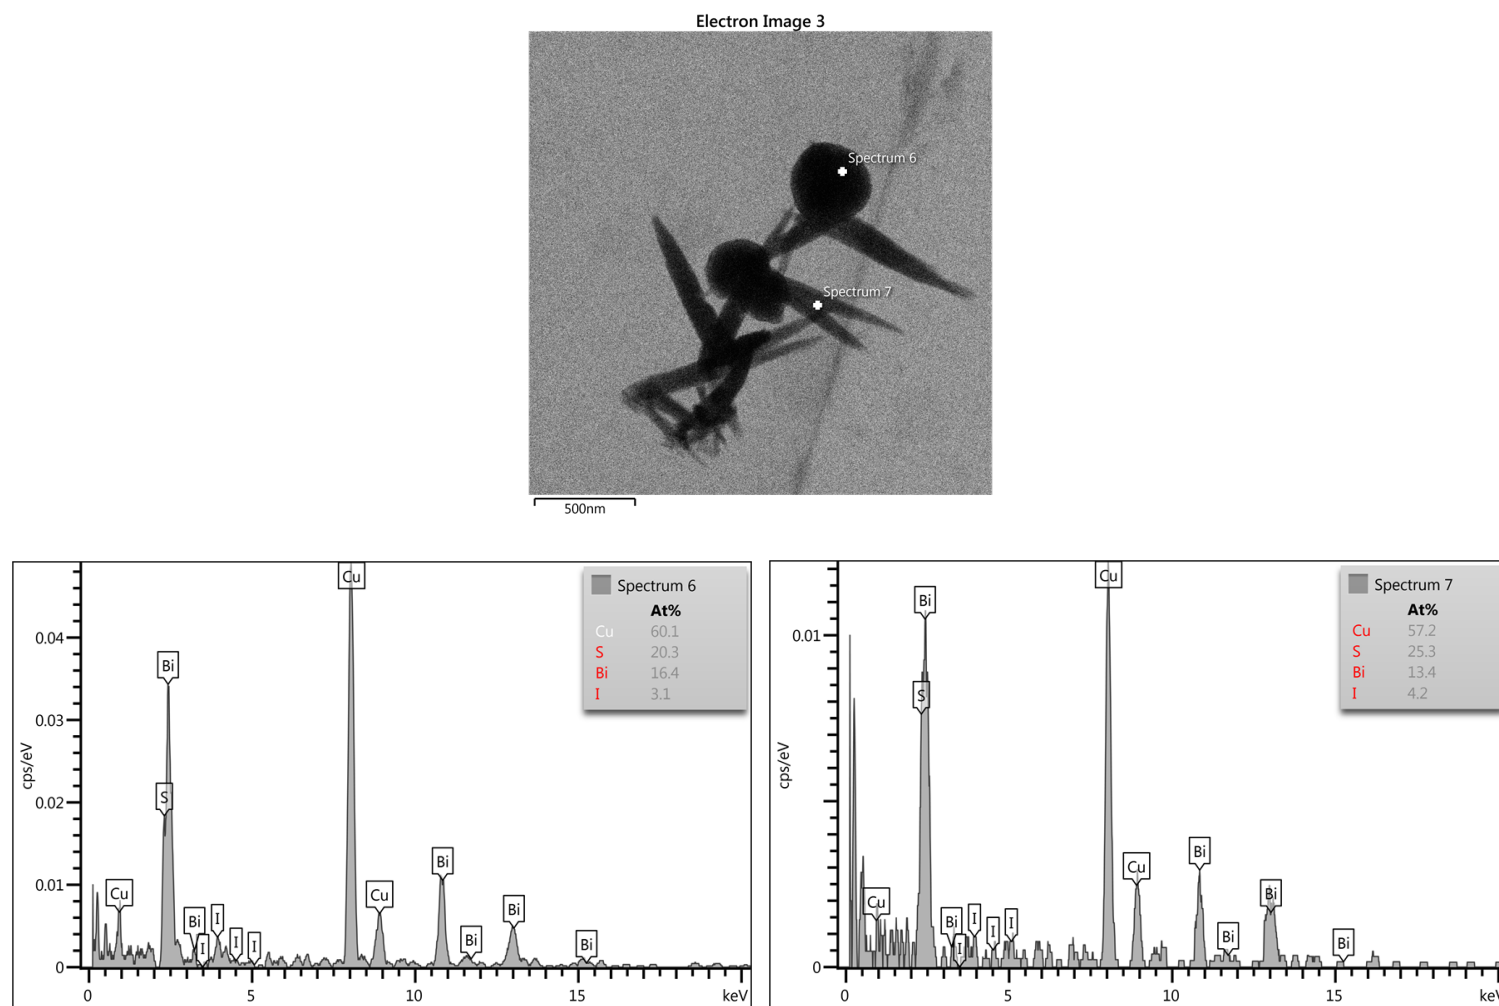 Electron Image 3
Spectrum 6
Spectrum 7
500nm
Spectrum 6
At%
Cu 60.1
S 20.3
Bi 16.4
I 3.1
cps/eV
0.04
0.03
0.02
0.01
0
Cu
Bi
S
Bi
I
I
I
I
Cu
Cu
Bi
Bi
Bi
Bi
0 5 10 15 keV
Spectrum 7
At%
Cu 57.2
S 25.3
Bi 13.4
I 4.2
cps/eV
0.01
0
Cu
Bi
S
Bi
I
I
I
I
Cu
Cu
Bi
Bi
Bi
Bi
0 5 10 15 keV